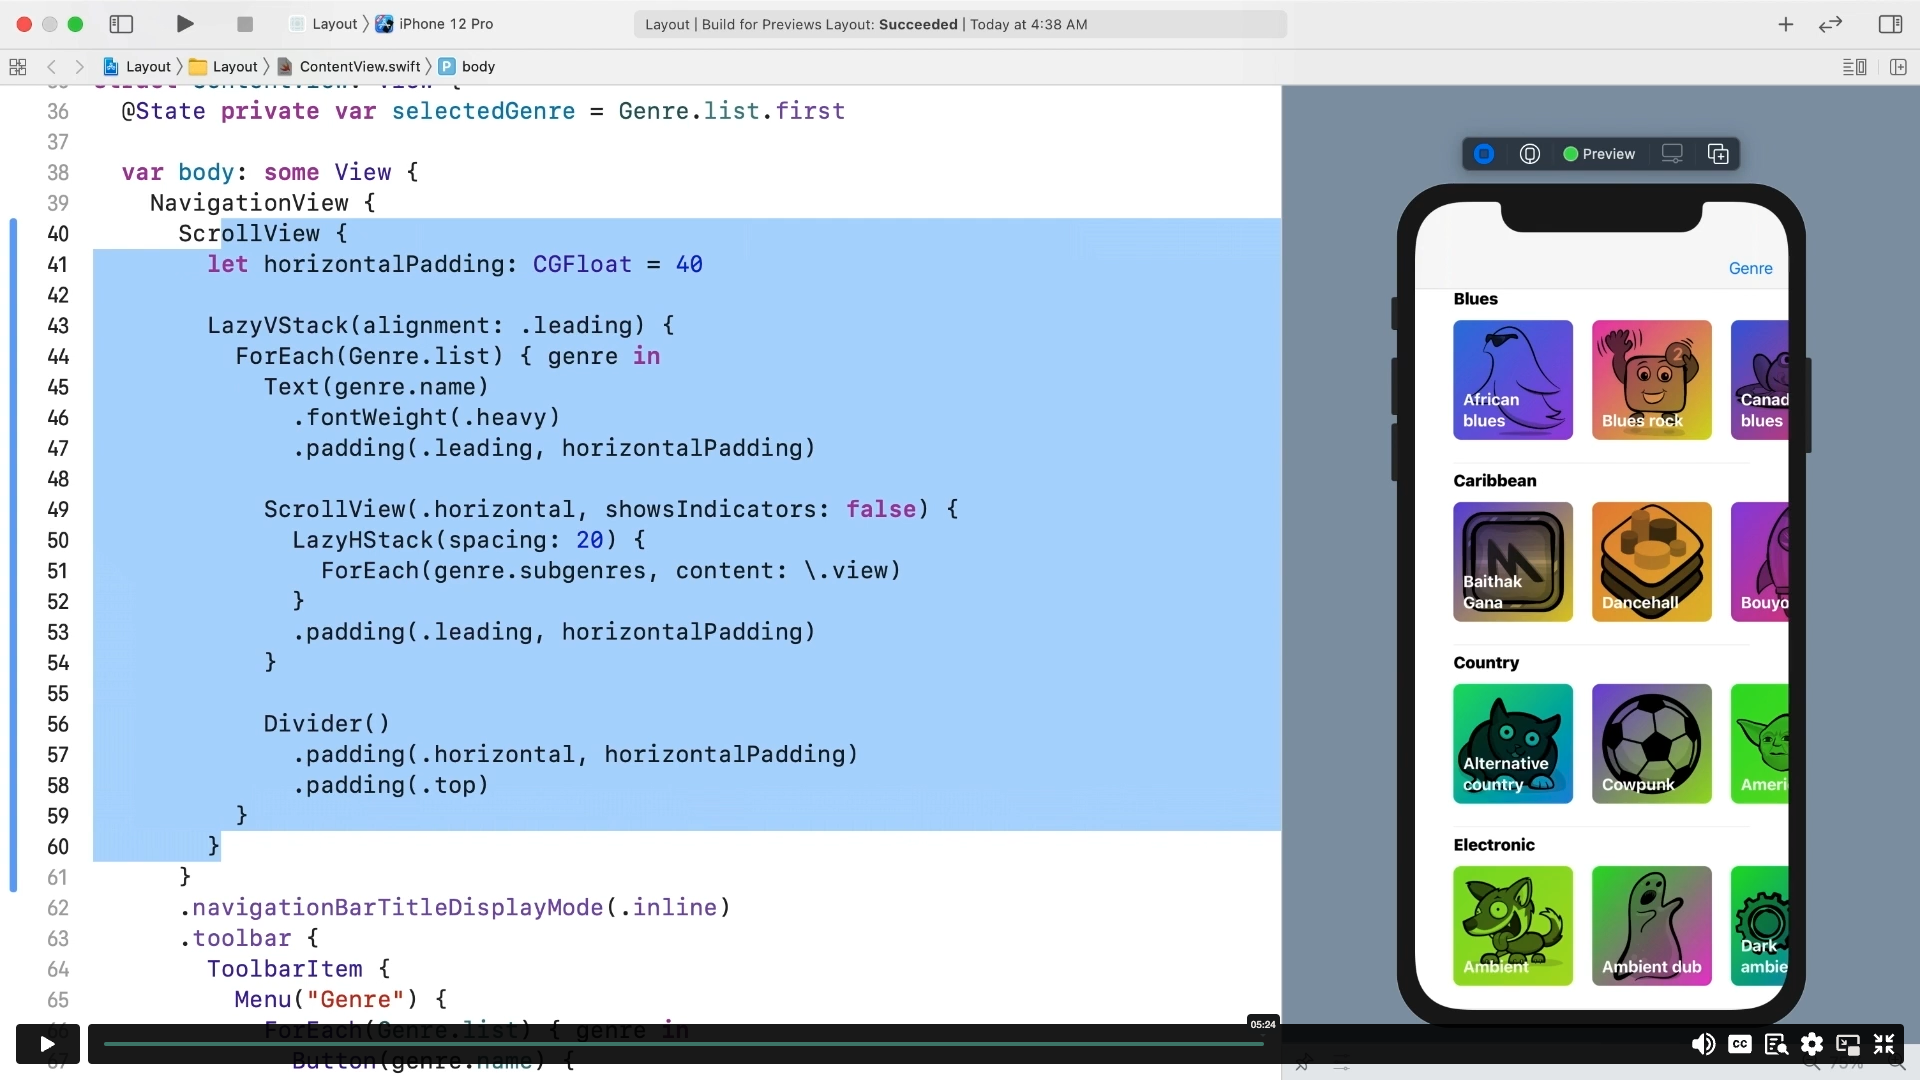 Layout 〉 iPhone 12 Pro
Layout | Build for Previews Layout: Succeeded | Today at 4:38 AM
Layout 〉 Layout 〉 ContentView.swift 〉 P body
36 @State private var selectedGenre = Genre.list.first
37
38 var body: some View {
39 NavigationView {
40 ScrollView {
41 let horizontalPadding: CGFloat = 40
42
43 LazyVStack(alignment: .leading) {
44 ForEach(Genre.list) { genre in
45 Text(genre.name)
46 .fontWeight(.heavy)
47 .padding(.leading, horizontalPadding)
48
49 ScrollView(.horizontal, showsIndicators: false) {
50 LazyHStack(spacing: 20) {
51 ForEach(genre.subgenres, content: \.view)
52 }
53 .padding(.leading, horizontalPadding)
54 }
55
56 Divider()
57 .padding(.horizontal, horizontalPadding)
58 .padding(.top)
59 }
60 }
61 }
62 .navigationBarTitleDisplayMode(.inline)
63 .toolbar {
64 ToolbarItem {
65 Menu("Genre") {
66 ForEach(Genre.list) { genre in
67 Button(genre.name) {
05:24
Preview
Genre
Blues
African
blues
2
Blues rock
Canad
blues
Caribbean
Baithak
Gana
Dancehall
Bouyo
Country
Alternative
country
Cowpunk
Ameri
Electronic
Ambient
Ambient dub
Dark
ambie
CC
75%